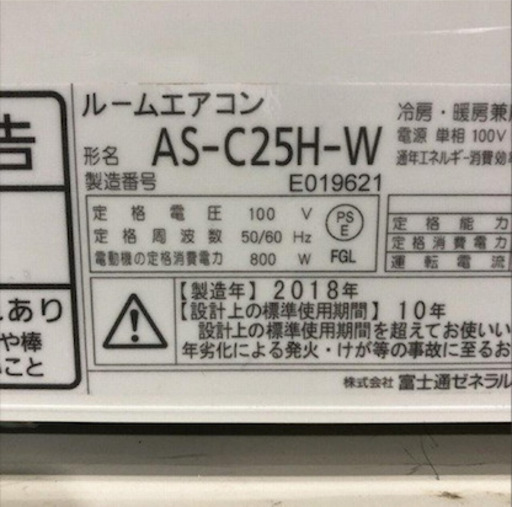 告
ルームエアコン
冷房・暖房兼
形名 AS-C25H-W
電源 単相 100V
製造番号 E019621
通年エネルギー消費効
定格電圧 100 V
定格周波数 50/60 Hz
電動機の定格消費電力 800 W
PS
E
FGL
定格能力
定格消費電力
運転電流
あり
や棒
こと
【製造年】2018年
【設計上の標準使用期間】10年
設計上の標準使用期間を超えてお使いい
年劣化による発火・けが等の事故に至るお
株式会社 富士通ゼネラル